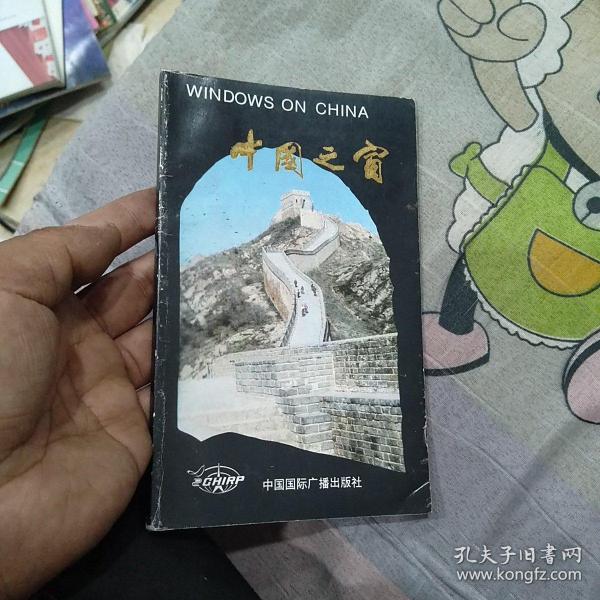 WINDOWS ON CHINA
中国之窗
CHIRP
中国国际广播出版社
孔夫子旧书网
www.kongfz.com